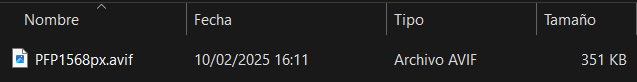 Nombre Fecha Tipo Tamaño
PFP1568px.avif 10/02/2025 16:11 Archivo AVIF 351 KB